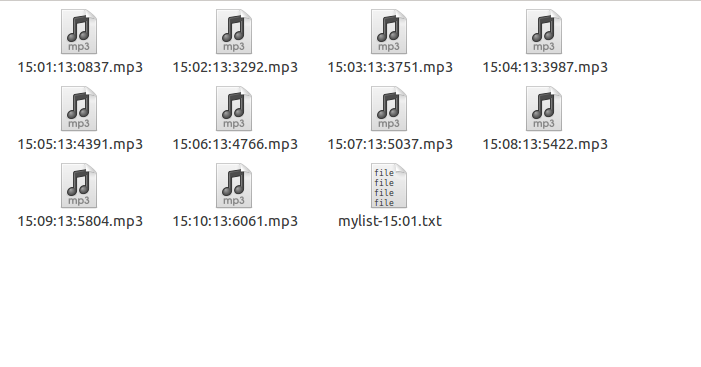 mp3 mp3 mp3 mp3
15:01:13:0837.mp3 15:02:13:3292.mp3 15:03:13:3751.mp3 15:04:13:3987.mp3
mp3 mp3 mp3 mp3
15:05:13:4391.mp3 15:06:13:4766.mp3 15:07:13:5037.mp3 15:08:13:5422.mp3
mp3 mp3
file
file
file
file
15:09:13:5804.mp3 15:10:13:6061.mp3 mylist-15:01.txt